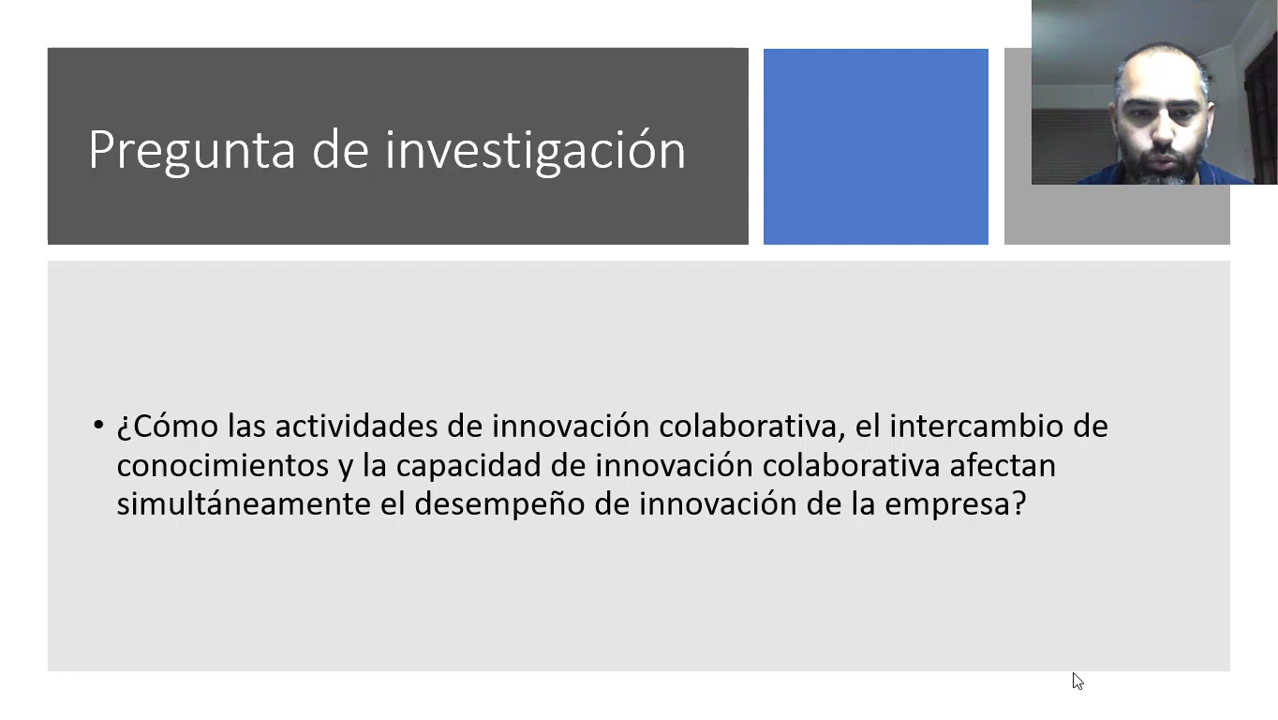 Pregunta de investigación
• ¿Cómo las actividades de innovación colaborativa, el intercambio de
conocimientos y la capacidad de innovación colaborativa afectan
simultáneamente el desempeño de innovación de la empresa?